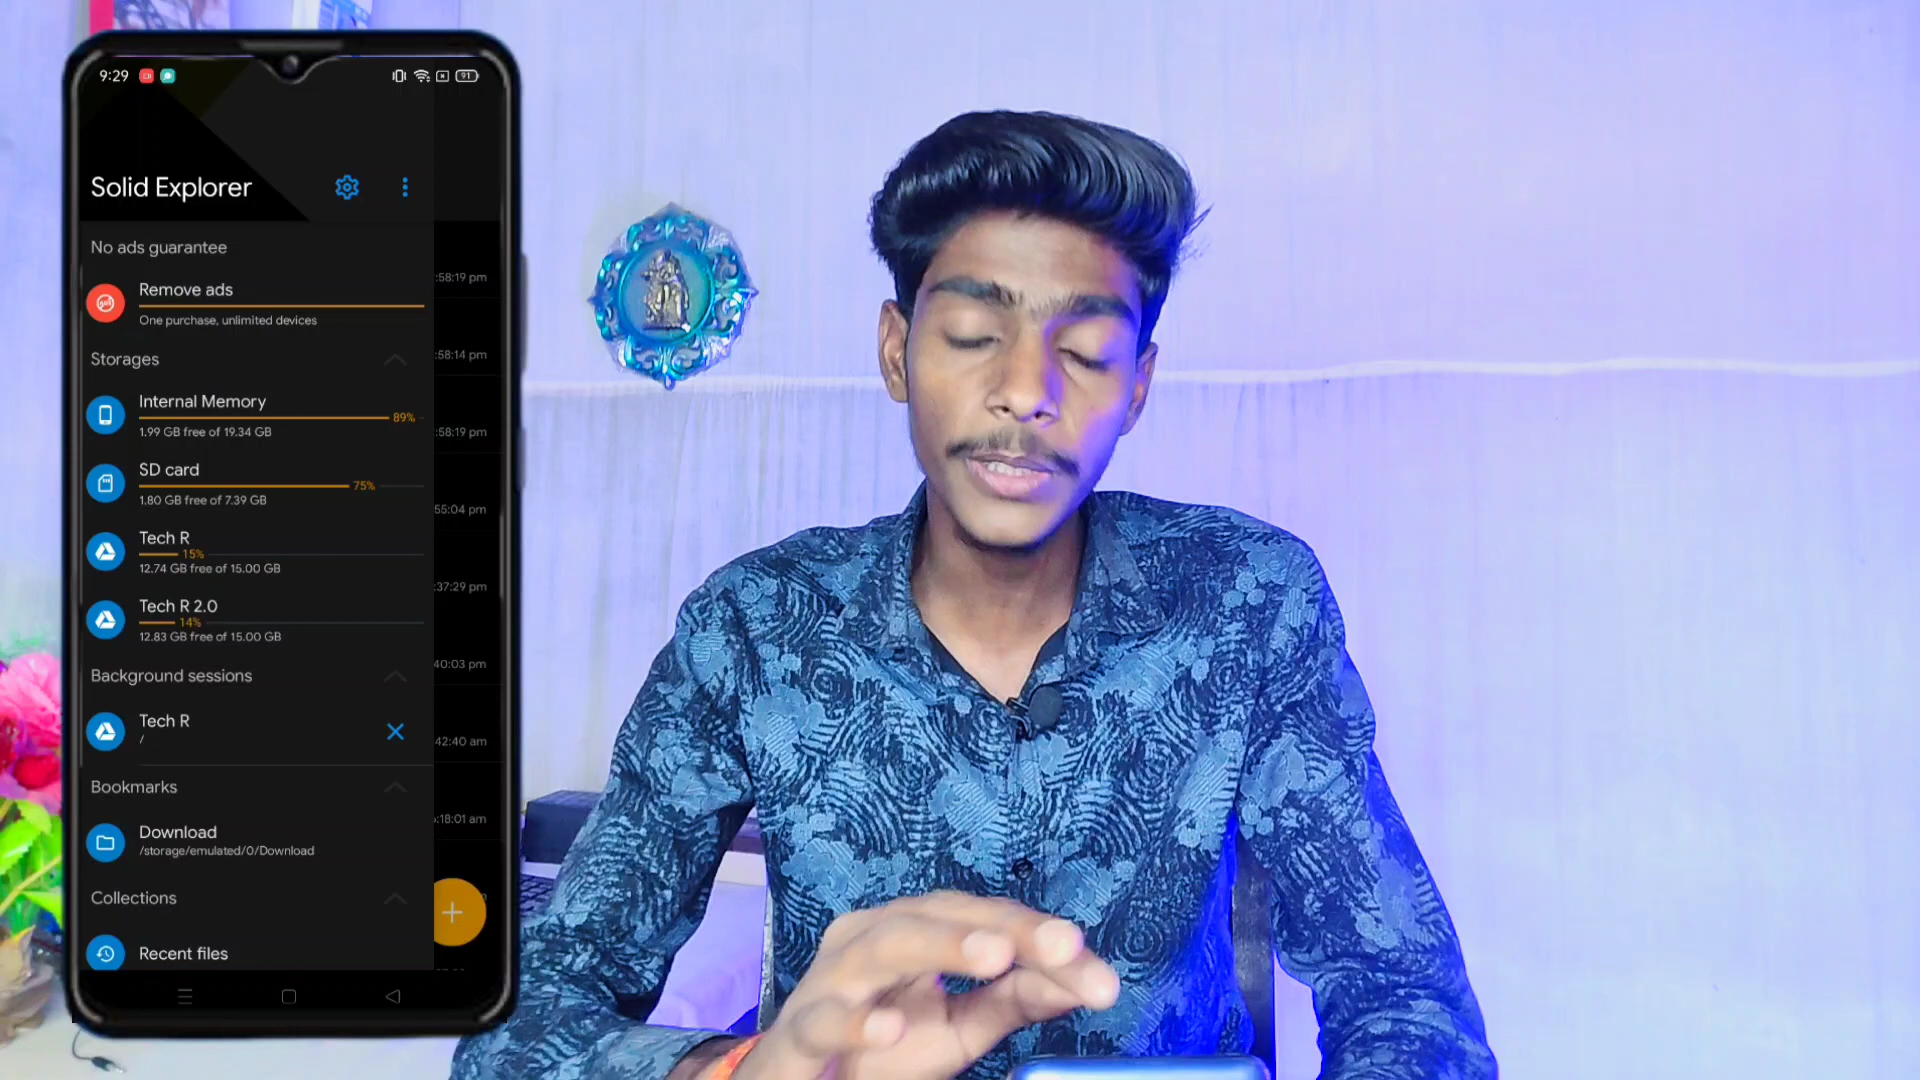 9:29
91
Solid Explorer
No ads guarantee
Remove ads
One purchase, unlimited devices
Storages
Internal Memory
89%
1.99 GB free of 19.34 GB
SD card
75%
1.80 GB free of 7.39 GB
Tech R
15%
12.74 GB free of 15.00 GB
Tech R 2.0
14%
12.83 GB free of 15.00 GB
Background sessions
Tech R
/
Bookmarks
Download
/storage/emulated/0/Download
Collections
Recent files
:58:19 pm
:58:14 pm
:58:19 pm
55:04 pm
:37:29 pm
40:03 pm
42:40 am
:18:01 am